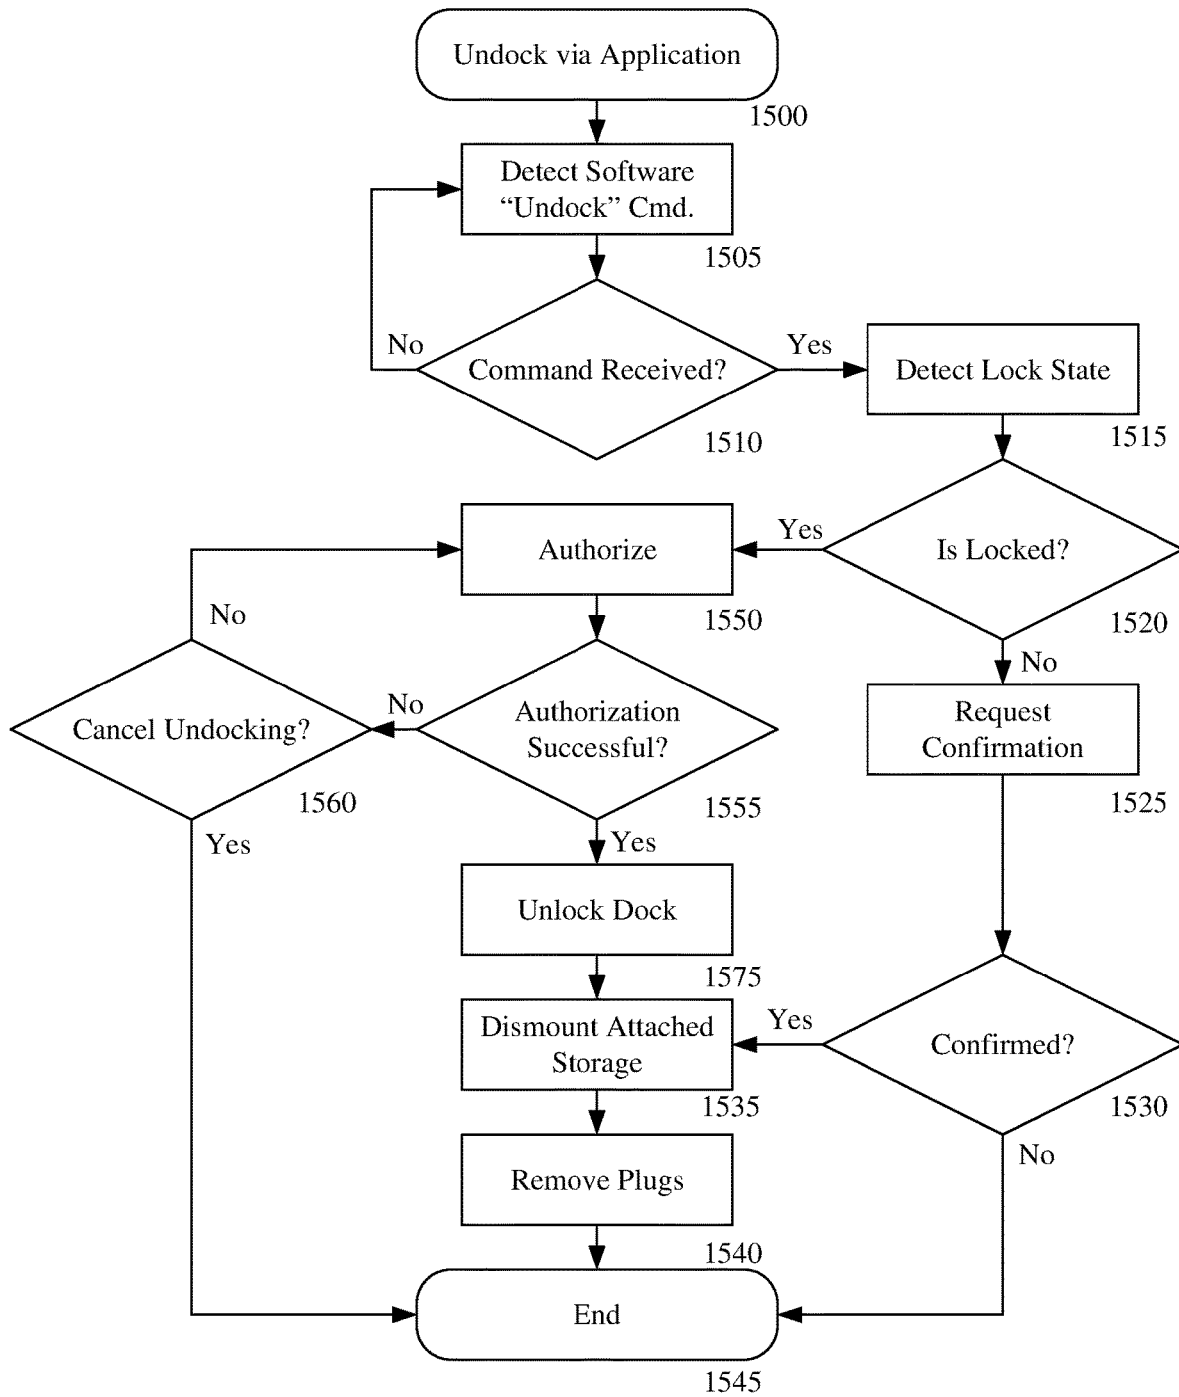 Undock via Application
1500
Detect Software
“Undock” Cmd.
1505
No
Command Received?
Yes
Detect Lock State
1510
1515
Authorize
Yes
Is Locked?
No
1550
1520
No
Cancel Undocking?
No
Authorization
Successful?
Request
Confirmation
1560
1555
1525
Yes
Yes
Unlock Dock
1575
Dismount Attached
Storage
Yes
Confirmed?
1535
1530
No
Remove Plugs
1540
End
1545